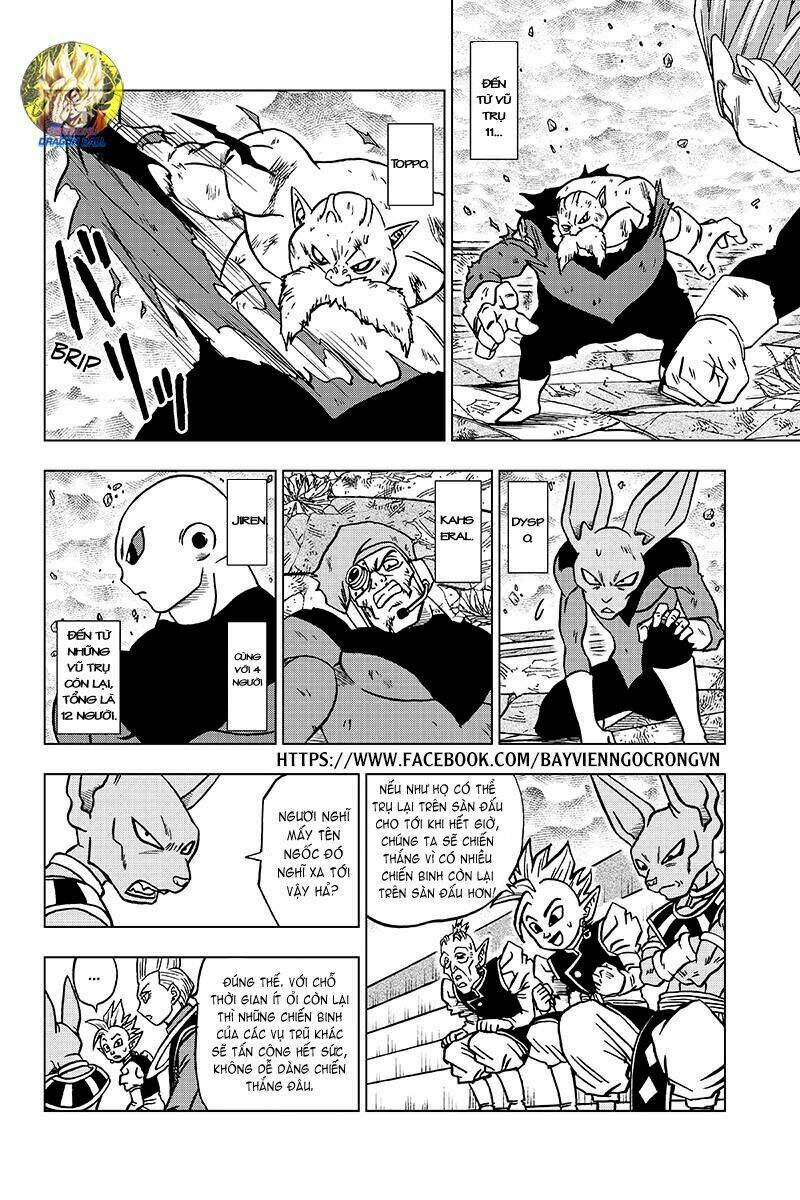 DRAGON BALL
ĐẾN
TỪ VŨ
TRỤ
11...
TOPPO.
BRIP
DYSP
O.
KAHS
ERAL.
JIREN.
CÙNG
VỚI 4
NGƯỜI
ĐẾN TỪ
NHỮNG
VŨ TRỤ
CÒN LẠI,
TỔNG LÀ
12 NGƯỜI.
HTTPS://WWW.FACEBOOK.COM/BAYVIENNGOCRONGVN
NẾU NHƯ HỌ CÓ THỂ
TRỤ LẠI TRÊN SÀN ĐẤU
CHO TỚI KHI HẾT GIỜ,
CHÚNG TA SẼ CHIẾN
THẮNG VÌ CÓ NHIỀU
CHIẾN BINH CÒN LẠI
TRÊN SÀN ĐẤU HƠN!
NGƯƠI NGHĨ
MẤY TÊN
NGỐC ĐÓ
NGHĨ XA TỚI
VẬY HẢ?
ĐÚNG THẾ. VỚI CHỖ
THỜI GIAN ÍT ỎI CÒN LẠI
THÌ NHỮNG CHIẾN BINH
CỦA CÁC VỤ TRŨ KHÁC
SẼ TẤN CÔNG HẾT SỨC,
KHÔNG DỄ DÀNG CHIẾN
THẮNG ĐÂU.
...